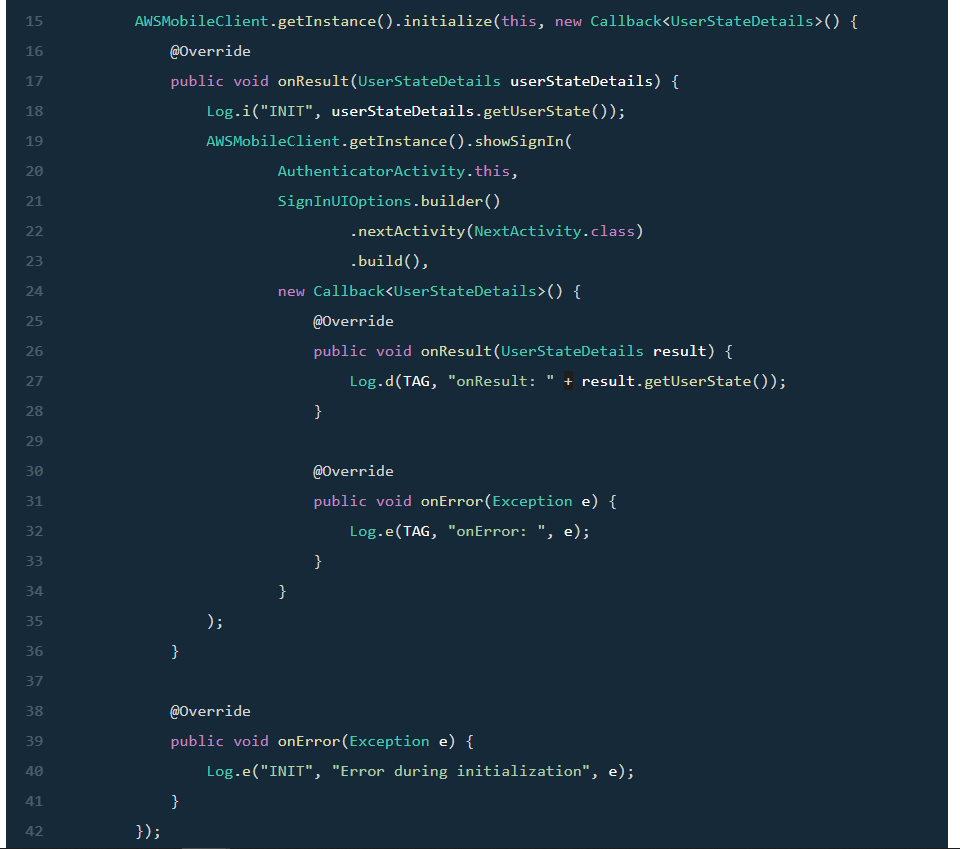 15 AWSMobileClient.getInstance().initialize(this, new Callback<UserStateDetails>() {
16 @Override
17 public void onResult(UserStateDetails userStateDetails) {
18 Log.i("INIT", userStateDetails.getUserState());
19 AWSMobileClient.getInstance().showSignIn(
20 AuthenticatorActivity.this,
21 SignInUIOptions.builder()
22 .nextActivity(NextActivity.class)
23 .build(),
24 new Callback<UserStateDetails>() {
25 @Override
26 public void onResult(UserStateDetails result) {
27 Log.d(TAG, "onResult: " + result.getUserState());
28 }
29
30 @Override
31 public void onError(Exception e) {
32 Log.e(TAG, "onError: ", e);
33 }
34 }
35 );
36 }
37
38 @Override
39 public void onError(Exception e) {
40 Log.e("INIT", "Error during initialization", e);
41 }
42 });